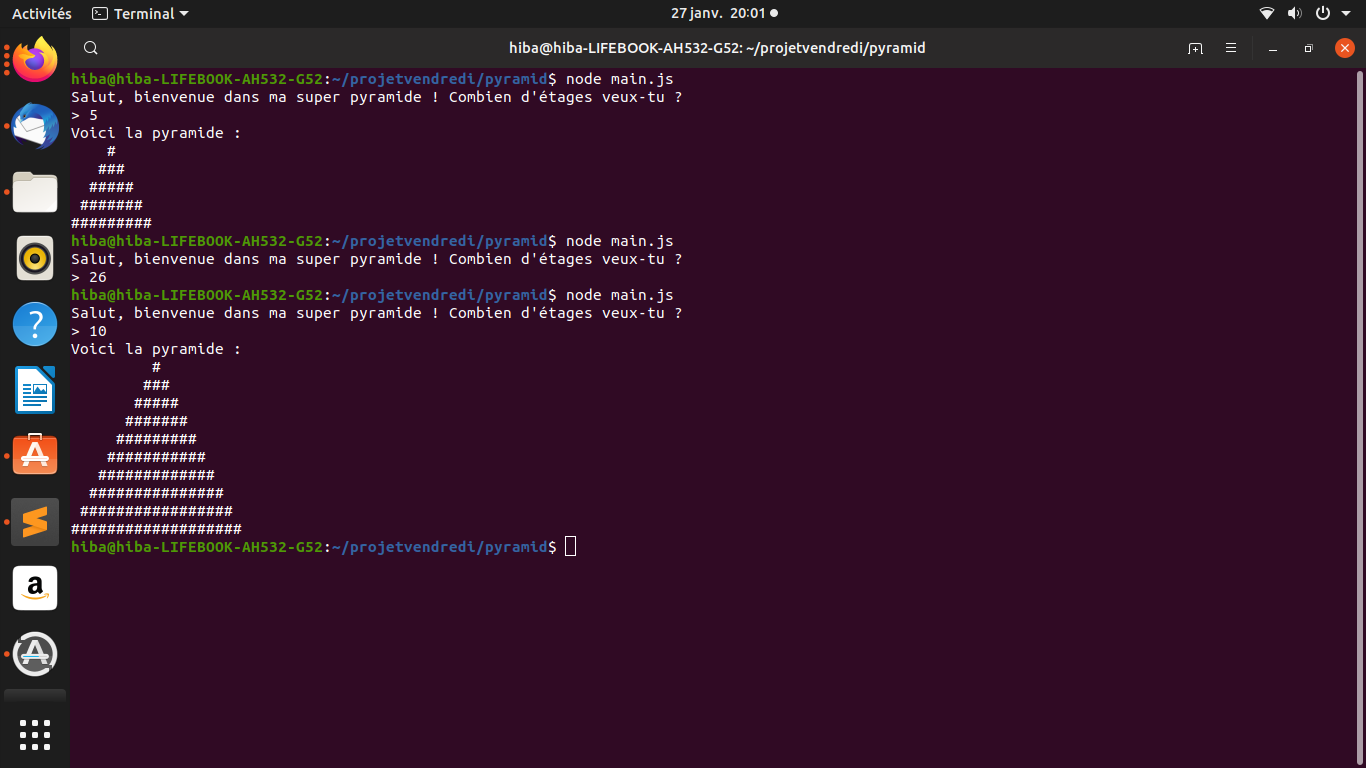 Activités Terminal 27 janv. 20:01
hiba@hiba-LIFEBOOK-AH532-G52: ~/projetvendredi/pyramid
hiba@hiba-LIFEBOOK-AH532-G52:~/projetvendredi/pyramid$ node main.js
Salut, bienvenue dans ma super pyramide ! Combien d'étages veux-tu ?
> 5
Voici la pyramide :
    #
   ###
  #####
 #######
#########
hiba@hiba-LIFEBOOK-AH532-G52:~/projetvendredi/pyramid$ node main.js
Salut, bienvenue dans ma super pyramide ! Combien d'étages veux-tu ?
> 26
hiba@hiba-LIFEBOOK-AH532-G52:~/projetvendredi/pyramid$ node main.js
Salut, bienvenue dans ma super pyramide ! Combien d'étages veux-tu ?
> 10
Voici la pyramide :
         #
        ###
       #####
      #######
     #########
    ###########
   #############
  ###############
 #################
###################
hiba@hiba-LIFEBOOK-AH532-G52:~/projetvendredi/pyramid$